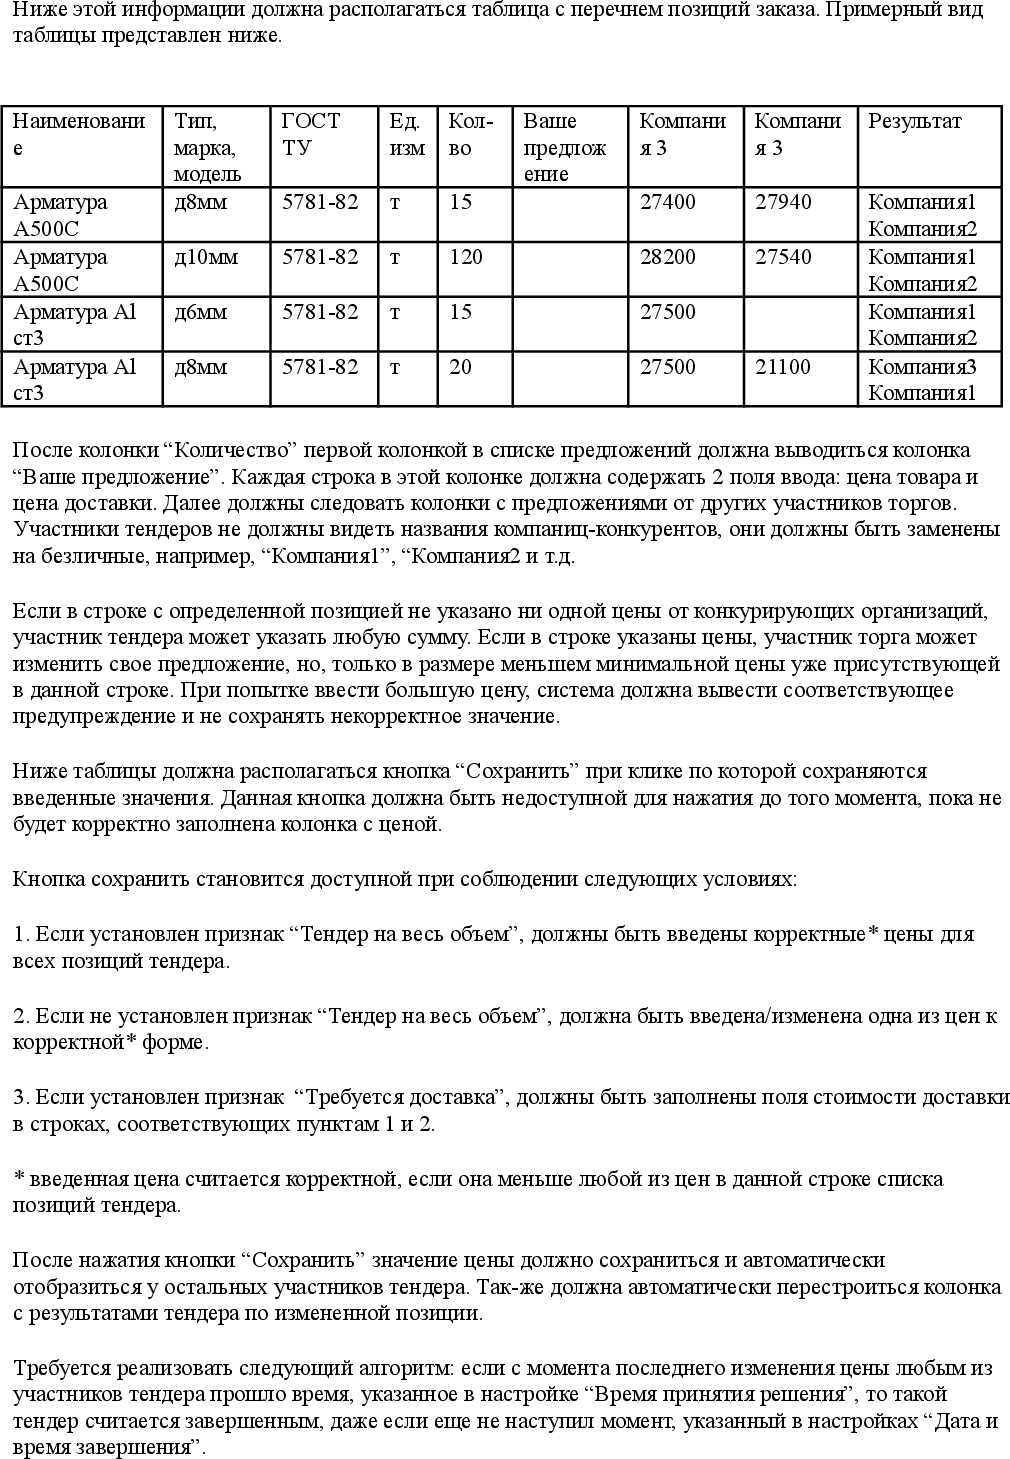 Ниже этой информации должна располагаться таблица с перечнем позиций заказа. Примерный вид
таблицы представлен ниже.
Наименовани
е
Тип,
марка,
модель
ГОСТ
ТУ
Ед.
изм
Кол-
во
Ваше
предлож
ение
Компани
я 3
Компани
я 3
Результат
Арматура
А500С
д8мм
5781-82
т
15
27400
27940
Компания1
Компания2
Арматура
А500С
д10мм
5781-82
т
120
28200
27540
Компания1
Компания2
Арматура Al
ст3
д6мм
5781-82
т
15
27500
Компания1
Компания2
Арматура Al
ст3
д8мм
5781-82
т
20
27500
21100
Компания3
Компания1
После колонки “Количество” первой колонкой в списке предложений должна выводиться колонка
“Ваше предложение”. Каждая строка в этой колонке должна содержать 2 поля ввода: цена товара и
цена доставки. Далее должны следовать колонки с предложениями от других участников торгов.
Участники тендеров не должны видеть названия компаниц-конкурентов, они должны быть заменены
на безличные, например, “Компания1”, “Компания2 и т.д.
Если в строке с определенной позицией не указано ни одной цены от конкурирующих организаций,
участник тендера может указать любую сумму. Если в строке указаны цены, участник торга может
изменить свое предложение, но, только в размере меньшем минимальной цены уже присутствующей
в данной строке. При попытке ввести большую цену, система должна вывести соответствующее
предупреждение и не сохранять некорректное значение.
Ниже таблицы должна располагаться кнопка “Сохранить” при клике по которой сохраняются
введенные значения. Данная кнопка должна быть недоступной для нажатия до того момента, пока не
будет корректно заполнена колонка с ценой.
Кнопка сохранить становится доступной при соблюдении следующих условиях:
1. Если установлен признак “Тендер на весь объем”, должны быть введены корректные* цены для
всех позиций тендера.
2. Если не установлен признак “Тендер на весь объем”, должна быть введена/изменена одна из цен к
корректной* форме.
3. Если установлен признак “Требуется доставка”, должны быть заполнены поля стоимости доставки
в строках, соответствующих пунктам 1 и 2.
* введенная цена считается корректной, если она меньше любой из цен в данной строке списка
позиций тендера.
После нажатия кнопки “Сохранить” значение цены должно сохраниться и автоматически
отобразиться у остальных участников тендера. Так-же должна автоматически перестроиться колонка
с результатами тендера по измененной позиции.
Требуется реализовать следующий алгоритм: если с момента последнего изменения цены любым из
участников тендера прошло время, указанное в настройке “Время принятия решения”, то такой
тендер считается завершенным, даже если еще не наступил момент, указанный в настройках “Дата и
время завершения”.